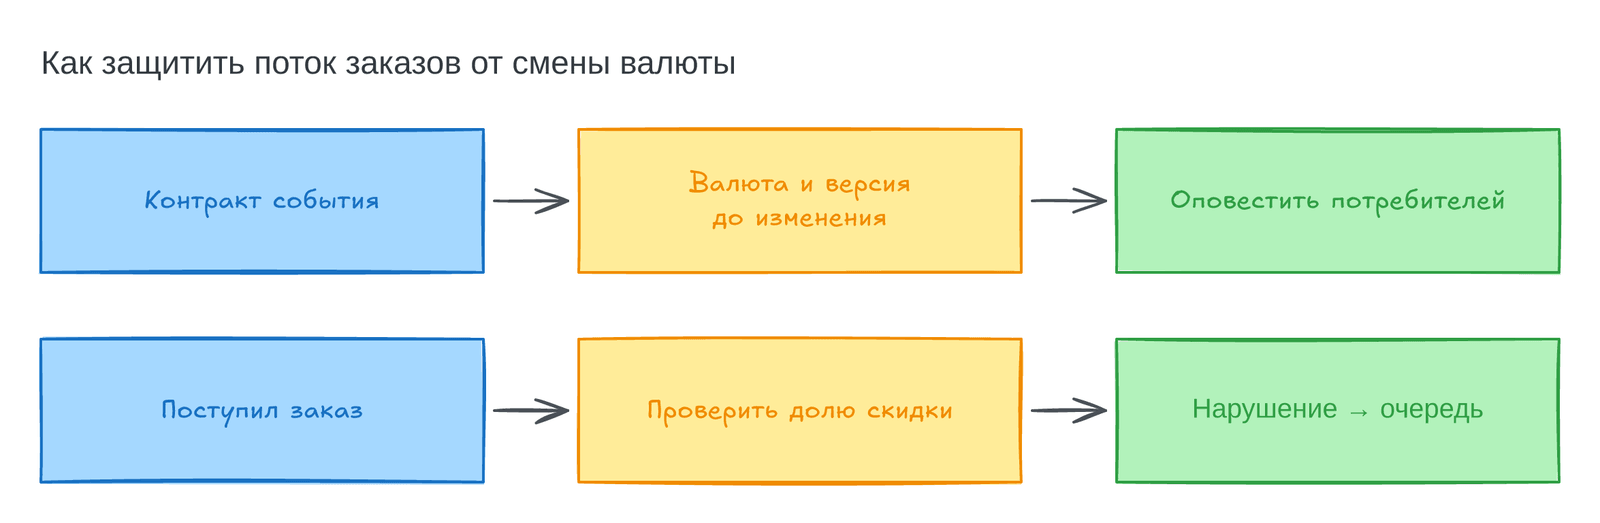 Как защитить поток заказов от смены валюты
Контракт события
Валюта и версия
до изменения
Оповестить потребителей
Поступил заказ
Проверить долю скидки
Нарушение → очередь